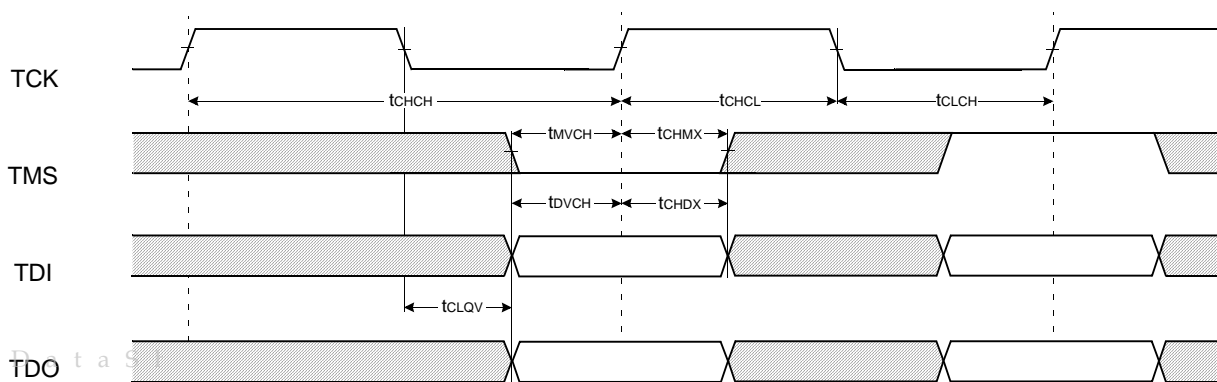 TCK
tCHCH tCHCL tCLCH
tMVCH tCHMX
TMS
tDVCH tCHDX
TDI
tCLQV
D a t a S
TDO